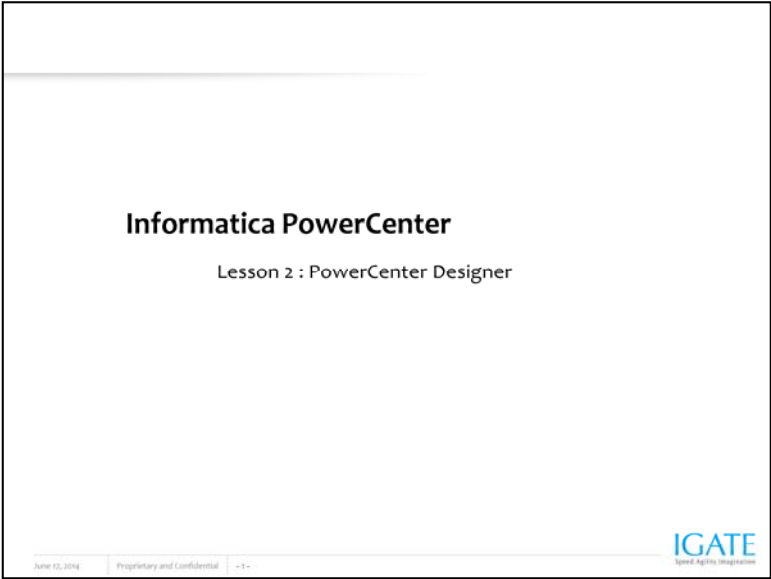 Informatica PowerCenter
Lesson 2 : PowerCenter Designer
IGATE
Speed.Agility.Imagination
June 17, 2014 Proprietary and Confidential - 1 -